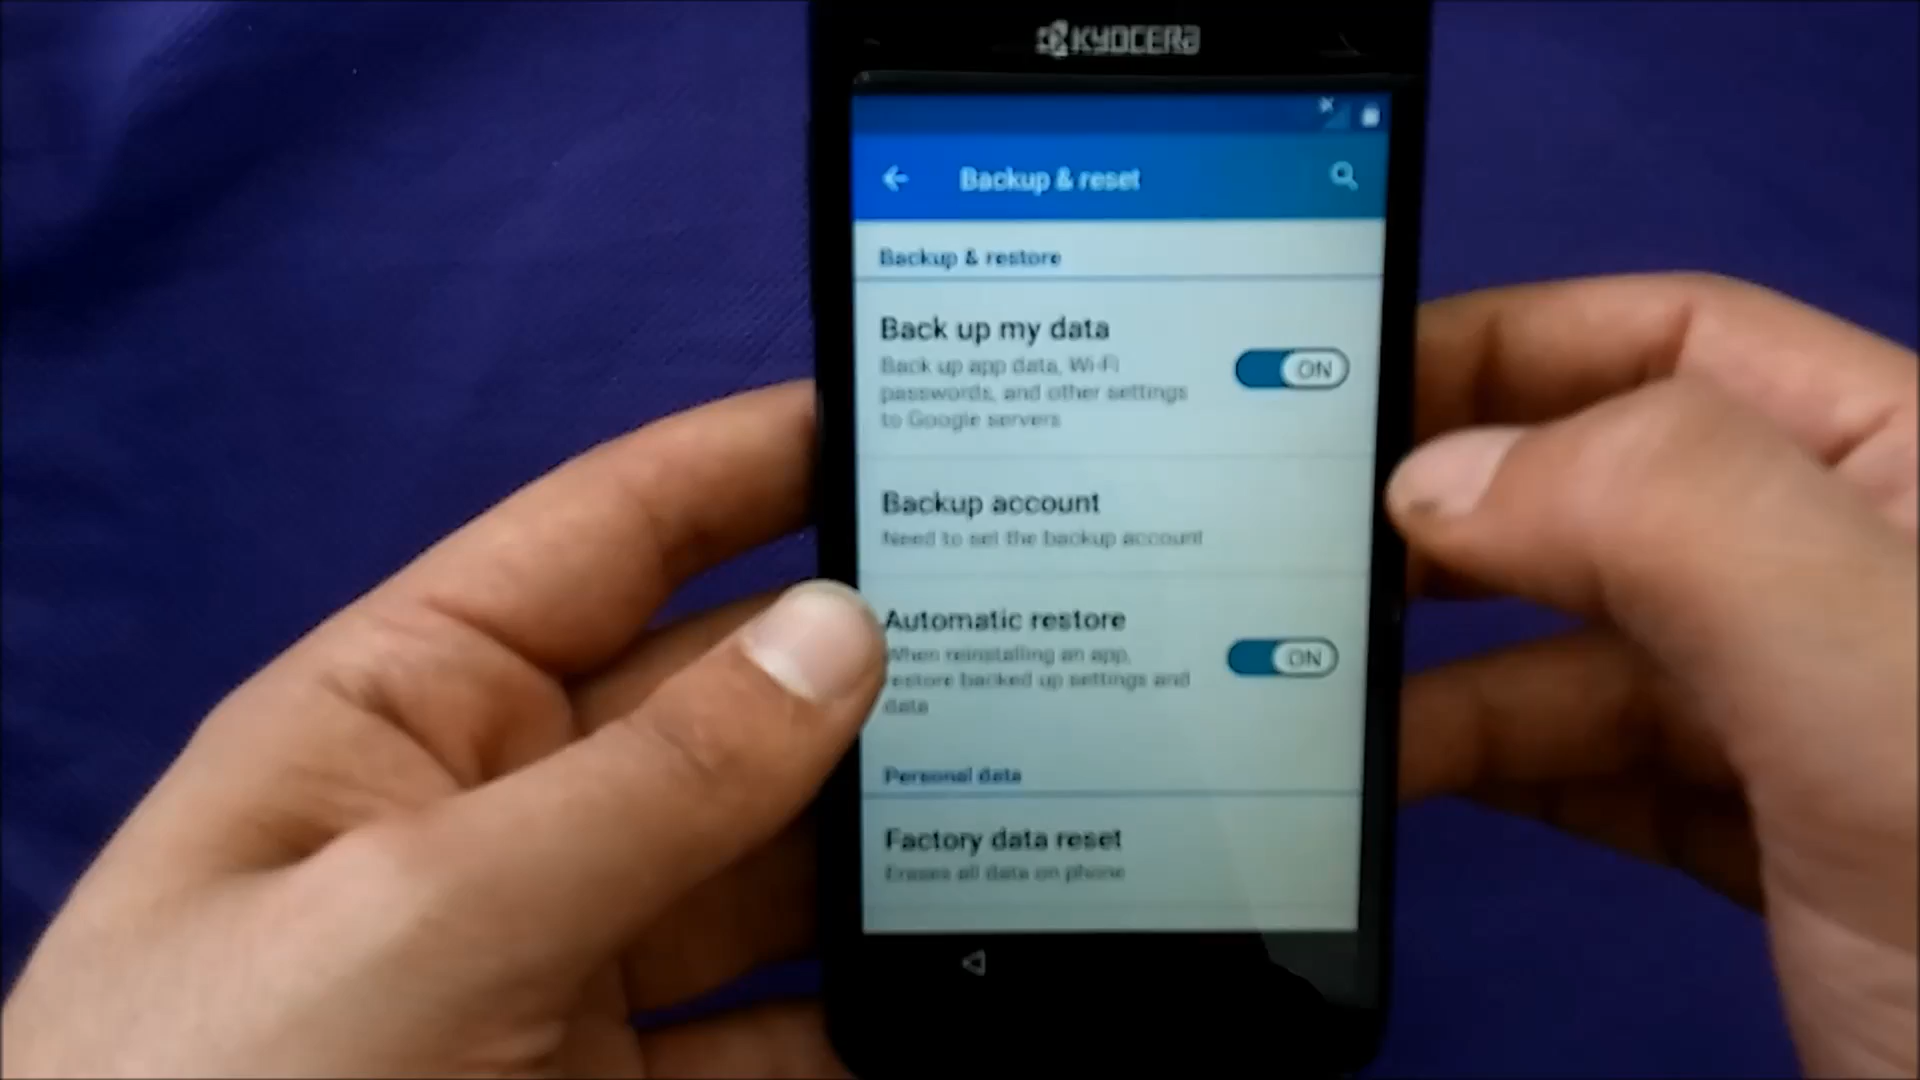 KYOCERA
Backup & reset
Backup & restore
Back up my data
Back up app data, Wi-Fi
passwords, and other settings
to Google servers
ON
Backup account
Need to set the backup account
Automatic restore
When reinstalling an app,
restore backed up settings and
data
ON
Personal data
Factory data reset
Erases all data on phone